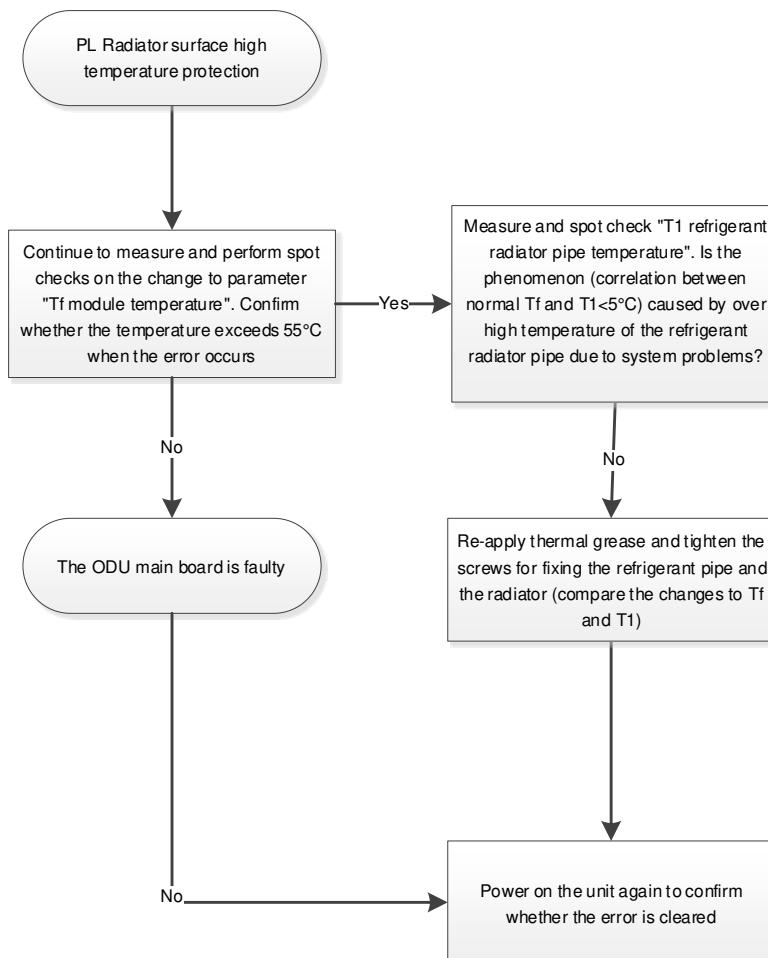 PL Radiator surface high
temperature protection
Continue to measure and perform spot
checks on the change to parameter
"Tf module temperature". Confirm
whether the temperature exceeds 55°C
when the error occurs
Yes
Measure and spot check "T1 refrigerant
radiator pipe temperature". Is the
phenomenon (correlation between
normal Tf and T1<5°C) caused by over
high temperature of the refrigerant
radiator pipe due to system problems?
No
No
The ODU main board is faulty
Re-apply thermal grease and tighten the
screws for fixing the refrigerant pipe and
the radiator (compare the changes to Tf
and T1)
No
Power on the unit again to confirm
whether the error is cleared